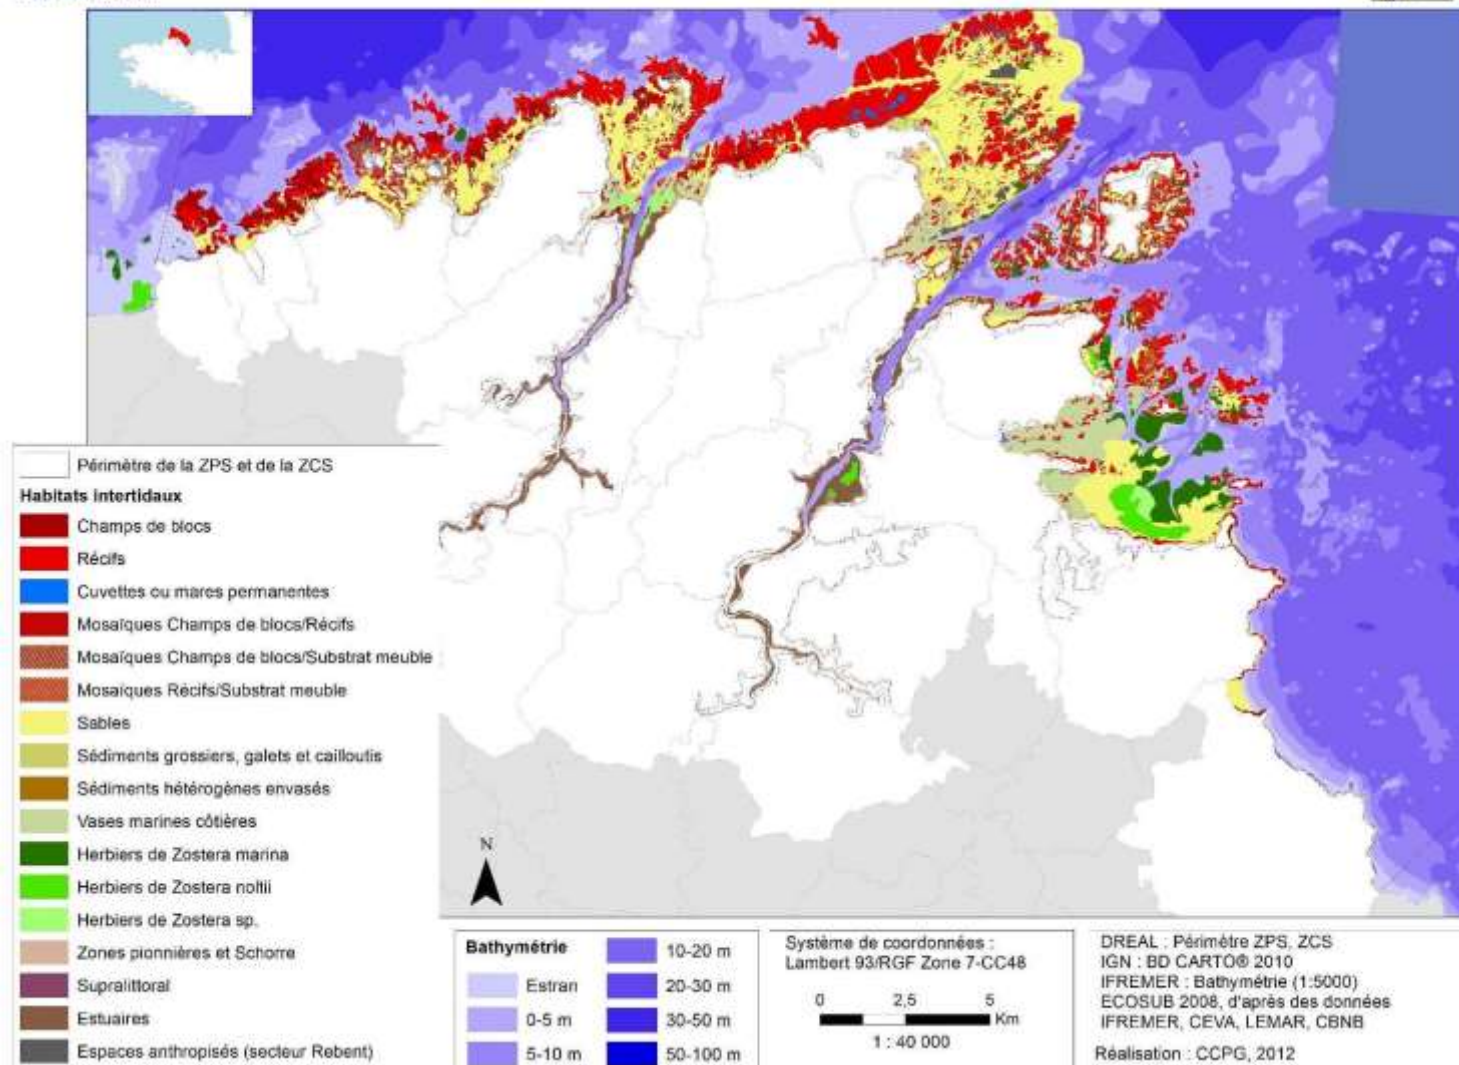 Périmètre de la ZPS et de la ZCS
Habitats intertidaux
Champs de blocs
Récifs
Cuvettes ou mares permanentes
Mosaïques Champs de blocs/Récifs
Mosaïques Champs de blocs/Substrat meuble
Mosaïques Récifs/Substrat meuble
Sables
Sédiments grossiers, galets et cailloutis
Sédiments hétérogènes envasés
Vases marines côtières
Herbiers de Zostera marina
Herbiers de Zostera noltii
Herbiers de Zostera sp.
Zones pionnières et Schorre
Supralittoral
Estuaires
Espaces anthropisés (secteur Rebent)
N
Bathymétrie
Estran
0-5 m
5-10 m
10-20 m
20-30 m
30-50 m
50-100 m
Système de coordonnées :
Lambert 93/RGF Zone 7-CC48
0 2,5 5
Km
1 : 40 000
DREAL : Périmètre ZPS, ZCS
IGN : BD CARTO® 2010
IFREMER : Bathymétrie (1:5000)
ECOSUB 2008, d'après des données
IFREMER, CEVA, LEMAR, CBNB
Réalisation : CCPG, 2012